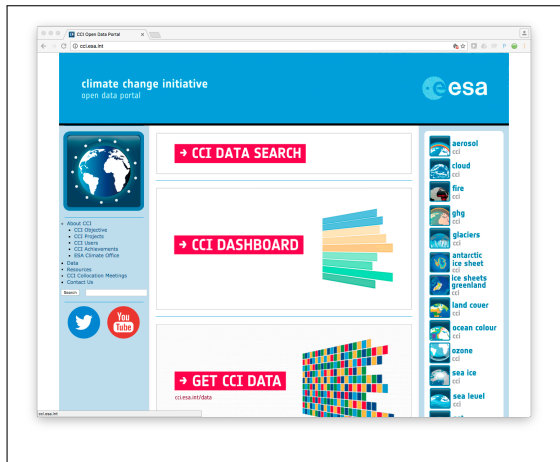 CCI Open Data Portal
cci.esa.int
climate change initiative
open data portal
esa
About CCI
CCI Objective
CCI Projects
CCI Users
CCI Achievements
ESA Climate Office
Data
Resources
CCI Collocation Meetings
Contact Us
Search
You
Tube
→ CCI DATA SEARCH
→ CCI DASHBOARD
→ GET CCI DATA
cci.esa.int/data
aerosol
cci
cloud
cci
fire
cci
ghg
cci
glaciers
cci
antarctic
ice sheet
cci
ice sheets
greenland
cci
land cover
cci
ocean colour
cci
ozone
cci
sea ice
cci
sea level
cci
cci.esa.int